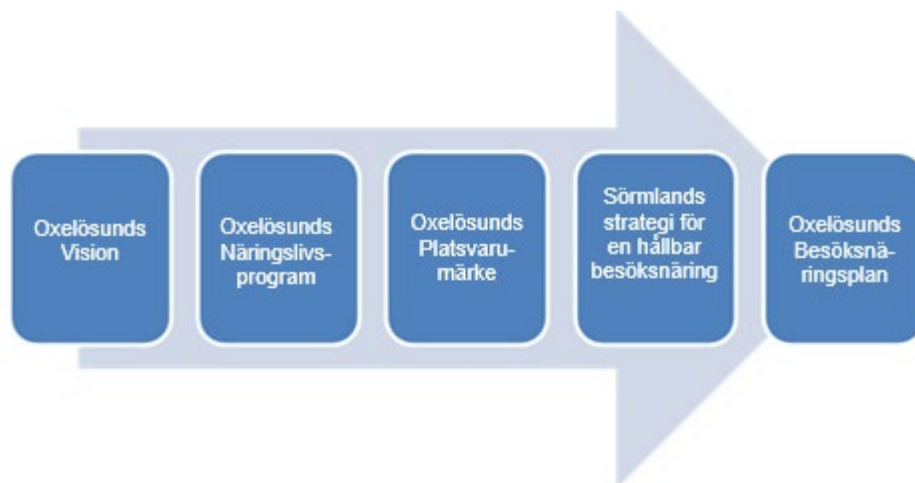 Oxelösunds
Vision
Oxelösunds
Näringslivs-
program
Oxelösunds
Platsvaru-
märke
Sörmlands
strategi för
en hållbar
besöksnäring
Oxelösunds
Besöksnä-
ringsplan